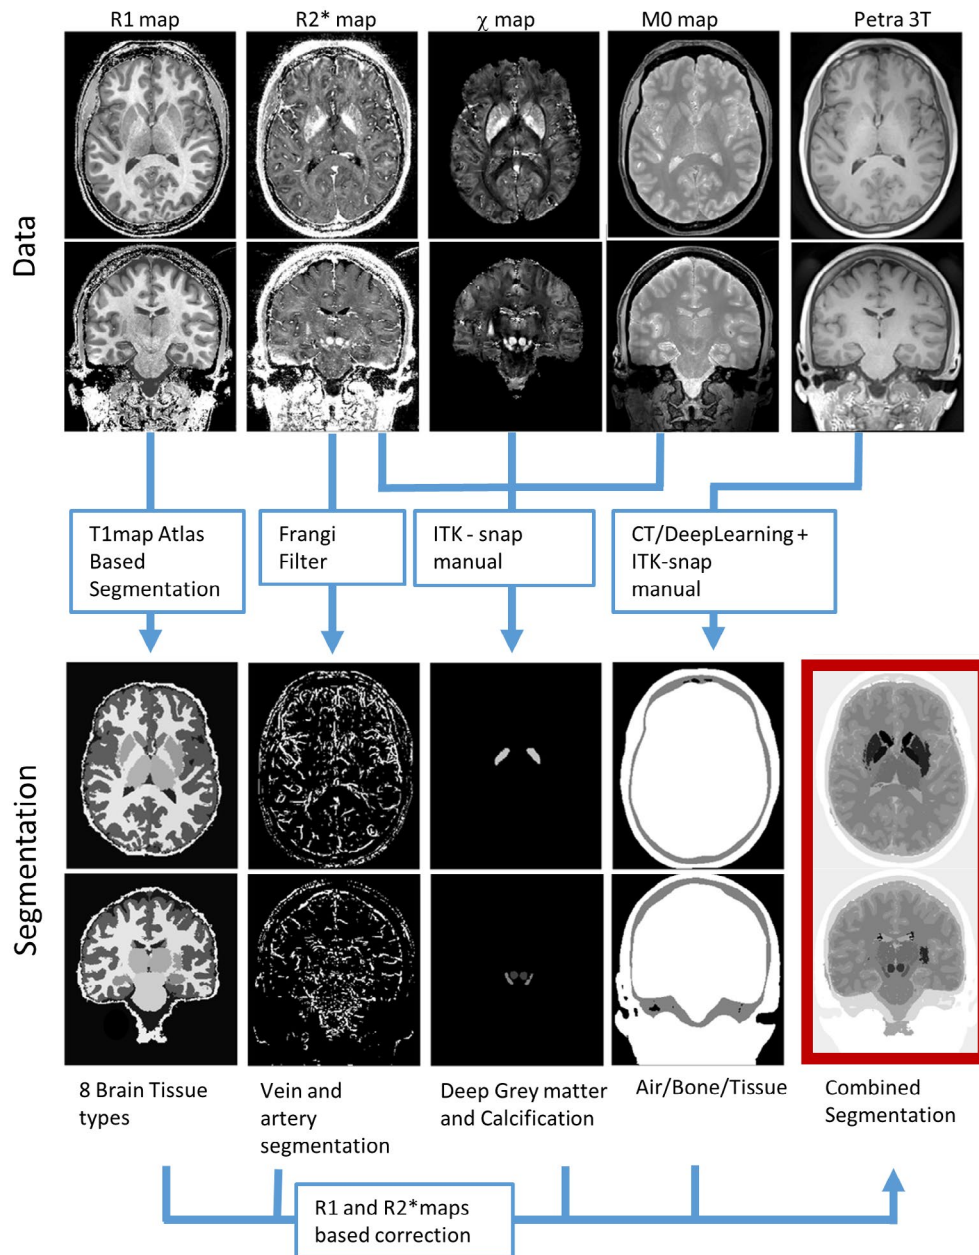 R1 map
R2* map
χ map
M0 map
Petra 3T
Data
T1map Atlas
Based
Segmentation
Frangi
Filter
ITK - snap
manual
CT/DeepLearning +
ITK-snap
manual
Segmentation
8 Brain Tissue
types
Vein and
artery
segmentation
Deep Grey matter
and Calcification
Air/Bone/Tissue
Combined
Segmentation
R1 and R2*maps
based correction